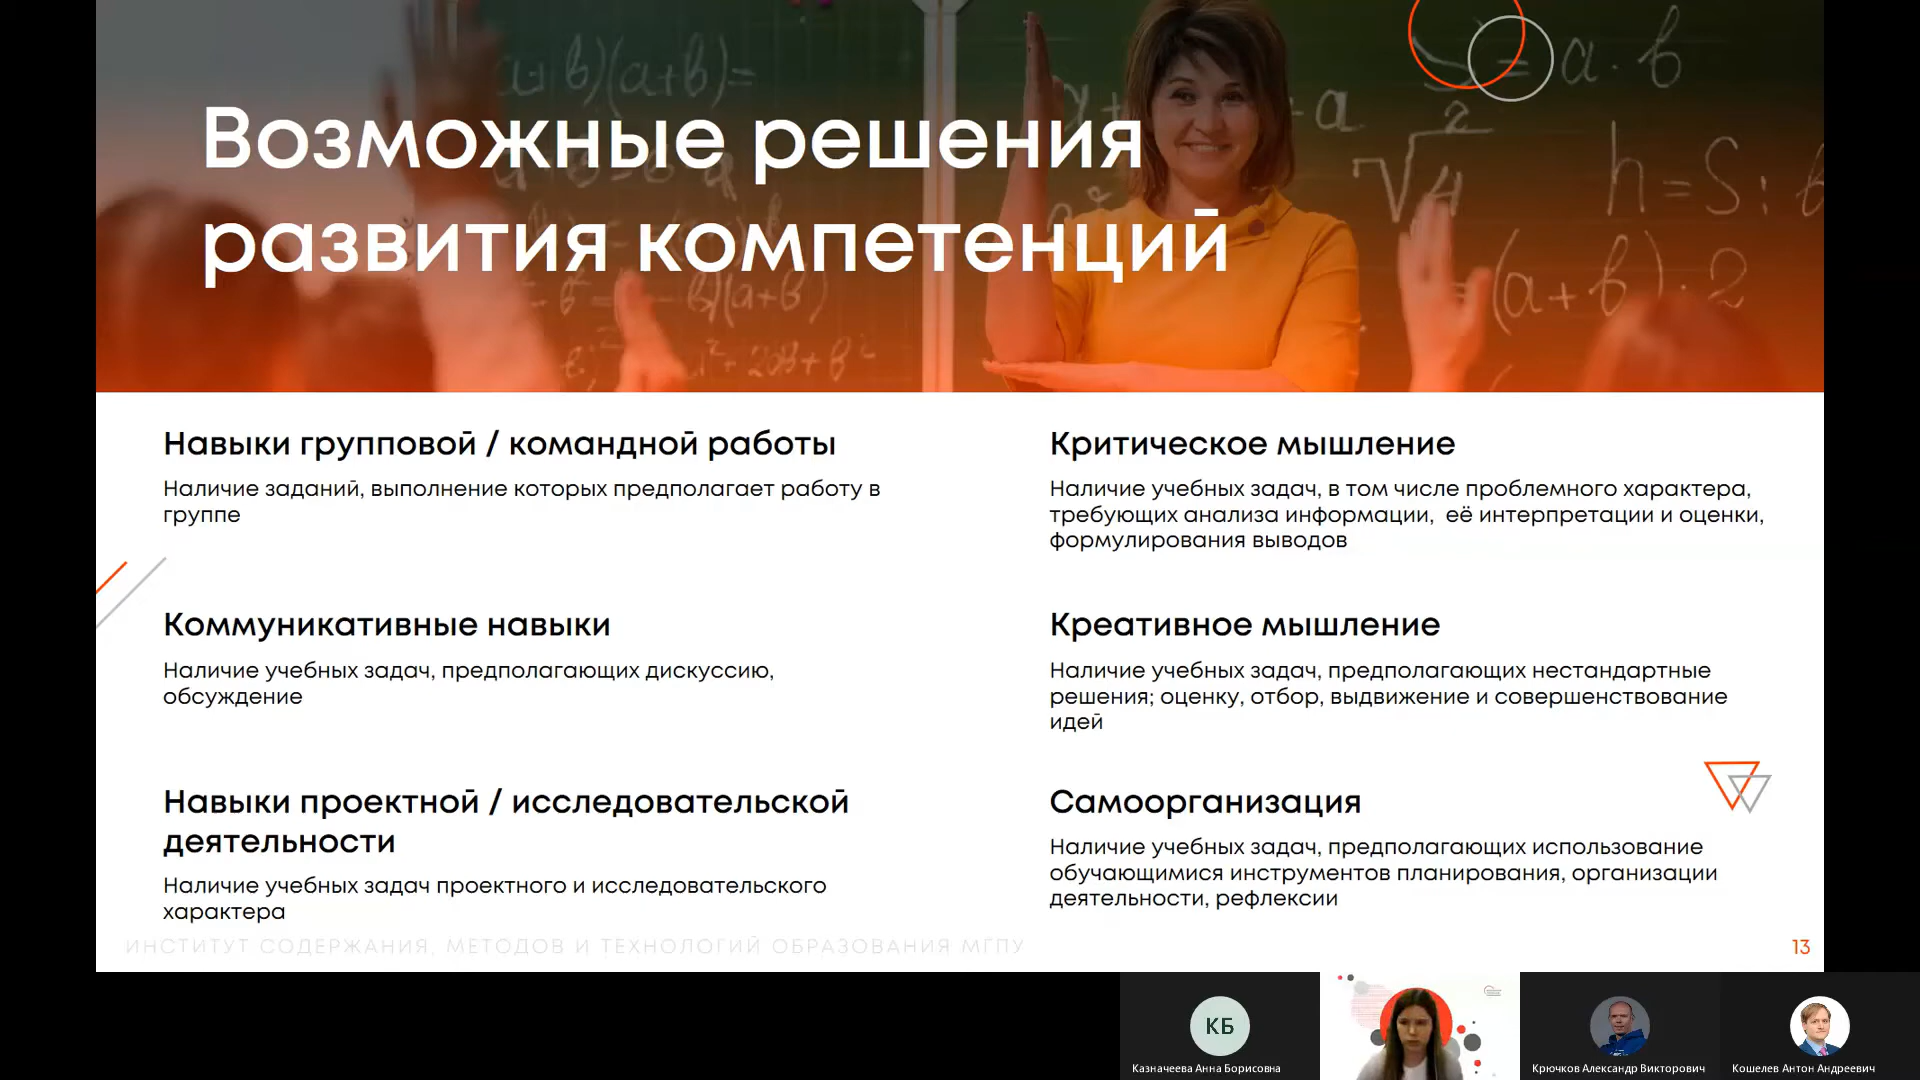 Возможные решения
развития компетенций
Навыки групповой / командной работы
Наличие заданий, выполнение которых предполагает работу в
группе
Коммуникативные навыки
Наличие учебных задач, предполагающих дискуссию,
обсуждение
Навыки проектной / исследовательской
деятельности
Наличие учебных задач проектного и исследовательского
характера
Критическое мышление
Наличие учебных задач, в том числе проблемного характера,
требующих анализа информации,  её интерпретации и оценки,
формулирования выводов
Креативное мышление
Наличие учебных задач, предполагающих нестандартные
решения; оценку, отбор, выдвижение и совершенствование
идей
Самоорганизация
Наличие учебных задач, предполагающих использование
обучающимися инструментов планирования, организации
деятельности, рефлексии
ИНСТИТУТ СОДЕРЖАНИЯ, МЕТОДОВ И ТЕХНОЛОГИЙ ОБРАЗОВАНИЯ МГПУ
13
КБ
Казначеева Анна Борисовна
Крючков Александр Викторович
Кошелев Антон Андреевич